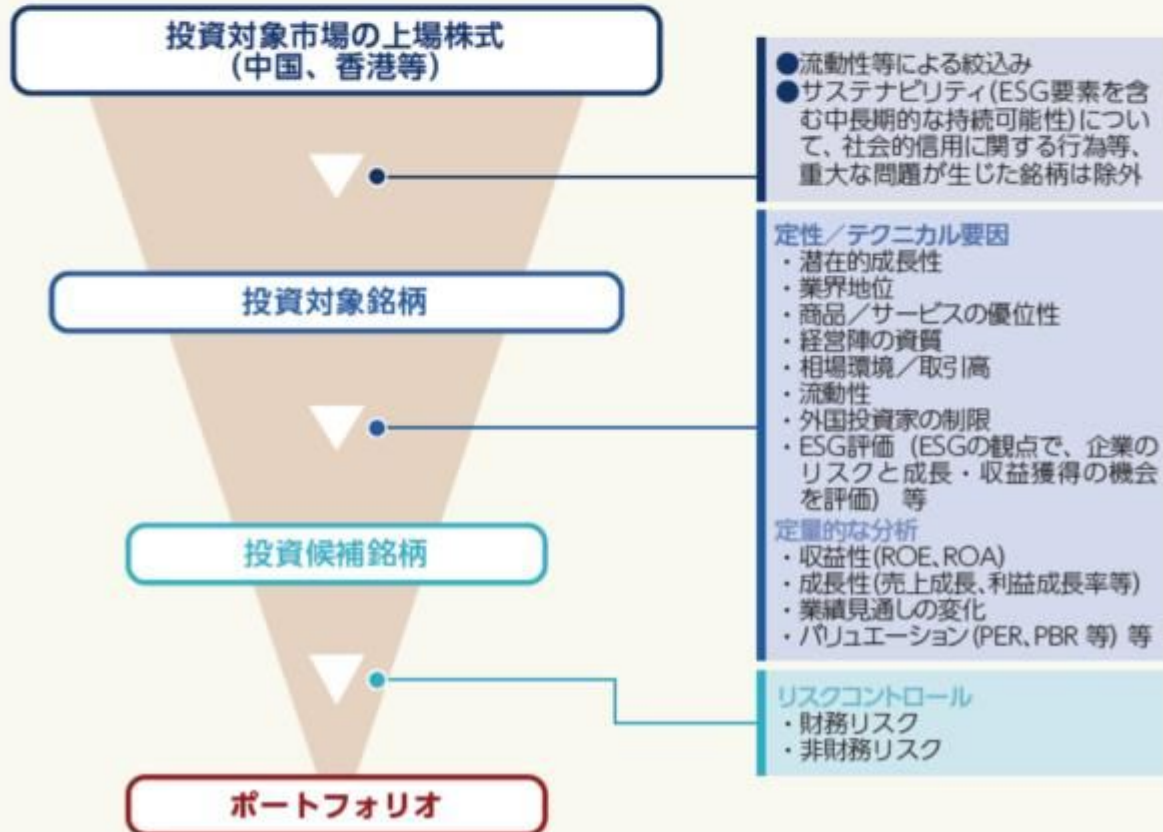 投資対象市場の上場株式
(中国、香港等)
●流動性等による絞込み
●サステナビリティ(ESG要素を含
む中長期的な持続可能性)につい
て、社会的信用に関する行為等、
重大な問題が生じた銘柄は除外
投資対象銘柄
定性／テクニカル要因
・潜在的成長性
・業界地位
・商品／サービスの優位性
・経営陣の資質
・相場環境／取引高
・流動性
・外国投資家の制限
・ESG評価 (ESGの観点で、企業の
リスクと成長・収益獲得の機会
を評価) 等
定量的な分析
・収益性(ROE、ROA)
・成長性(売上成長、利益成長率等)
・業績見通しの変化
・バリュエーション(PER、PBR 等) 等
投資候補銘柄
リスクコントロール
・財務リスク
・非財務リスク
ポートフォリオ